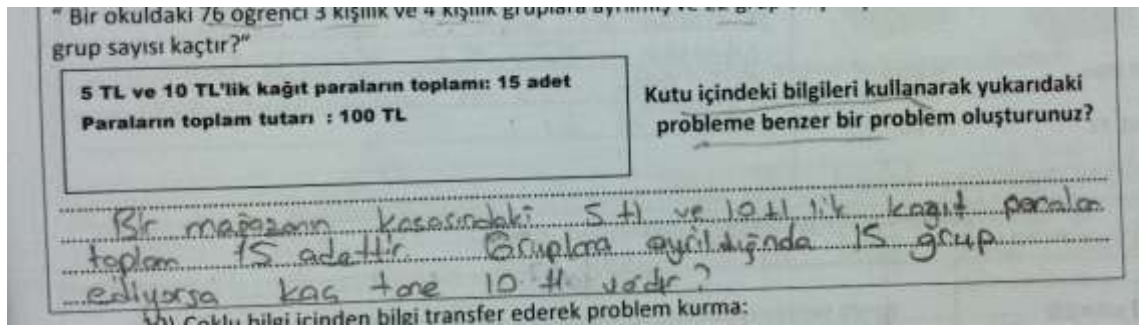 " Bir okuldaki 76 öğrenci 3 kişilik ve 4 kişilik gruplara
grup sayısı kaçtır?"
5 TL ve 10 TL'lik kağıt paraların toplamı: 15 adet
Paraların toplam tutarı : 100 TL
Kutu içindeki bilgileri kullanarak yukarıdaki
probleme benzer bir problem oluşturunuz?
Bir mağazanın kasasındaki 5 tl ve 10 tl lik kağıt paraları
toplam 15 adettir. Gruplara ayrıldığında 15 grup
ediyorsa kaç tane 10 tl vardır?
Çoklu bilgi içinden bilgi transfer ederek problem kurma: